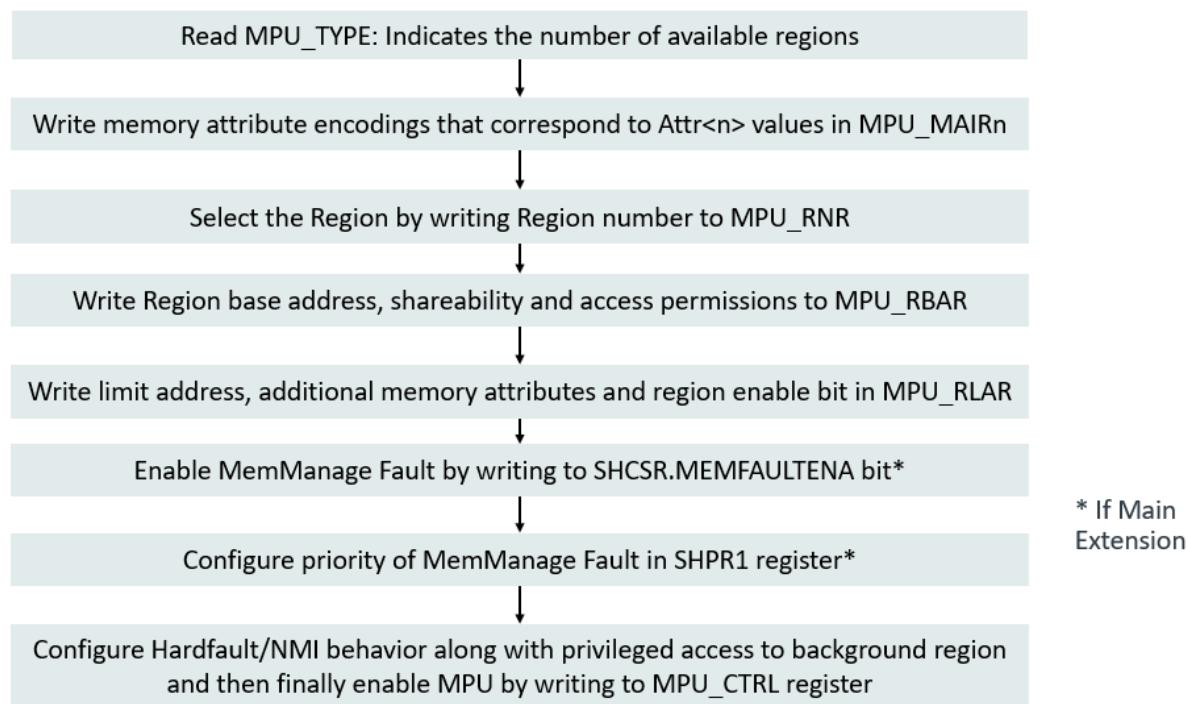 Read MPU_TYPE: Indicates the number of available regions
Write memory attribute encodings that correspond to Attr<n> values in MPU_MAIRn
Select the Region by writing Region number to MPU_RNR
Write Region base address, shareability and access permissions to MPU_RBAR
Write limit address, additional memory attributes and region enable bit in MPU_RLAR
Enable MemManage Fault by writing to SHCSR.MEMFAULTENA bit*
Configure priority of MemManage Fault in SHPR1 register*
Configure Hardfault/NMI behavior along with privileged access to background region
and then finally enable MPU by writing to MPU_CTRL register
* If Main
Extension